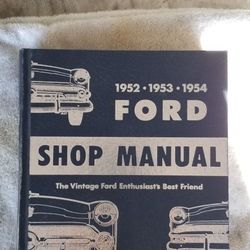 1952 • 1953 • 1954
FORD
SHOP MANUAL
The Vintage Ford Enthusiast's Best Friend